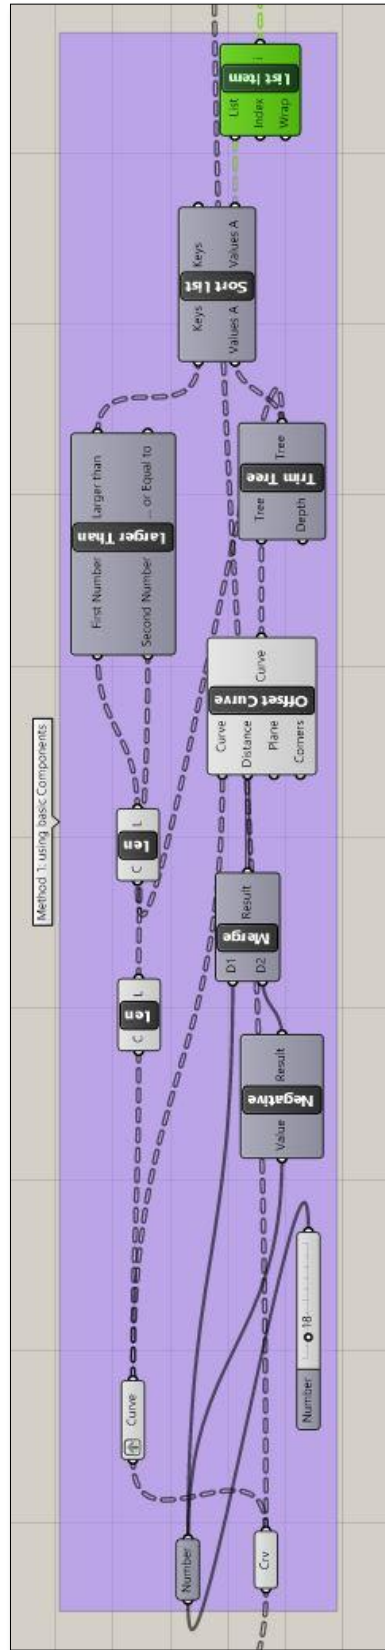 Method 1: using basic Components
Crv
Number
Curve
Number
18
Value
Negative
Result
D1
D2
Merge
Result
C
Len
L
C
Len
L
Curve
Distance
Plane
Corners
Offset Curve
Curve
First Number
Second Number
Larger Than
Larger than
... or Equal to
Tree
Depth
Trim Tree
Tree
Keys
Values A
Sort List
Keys
Values A
List
Index
Wrap
List Item
i